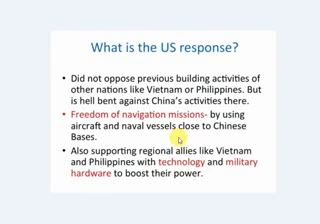 What is the US response?
• Did not oppose previous building activities of
other nations like Vietnam or Philippines. But
is hell bent against China's activities there.
• Freedom of navigation missions- by using
aircraft and naval vessels close to Chinese
Bases.
• Also supporting regional allies like Vietnam
and Philippines with technology and military
hardware to boost their power.